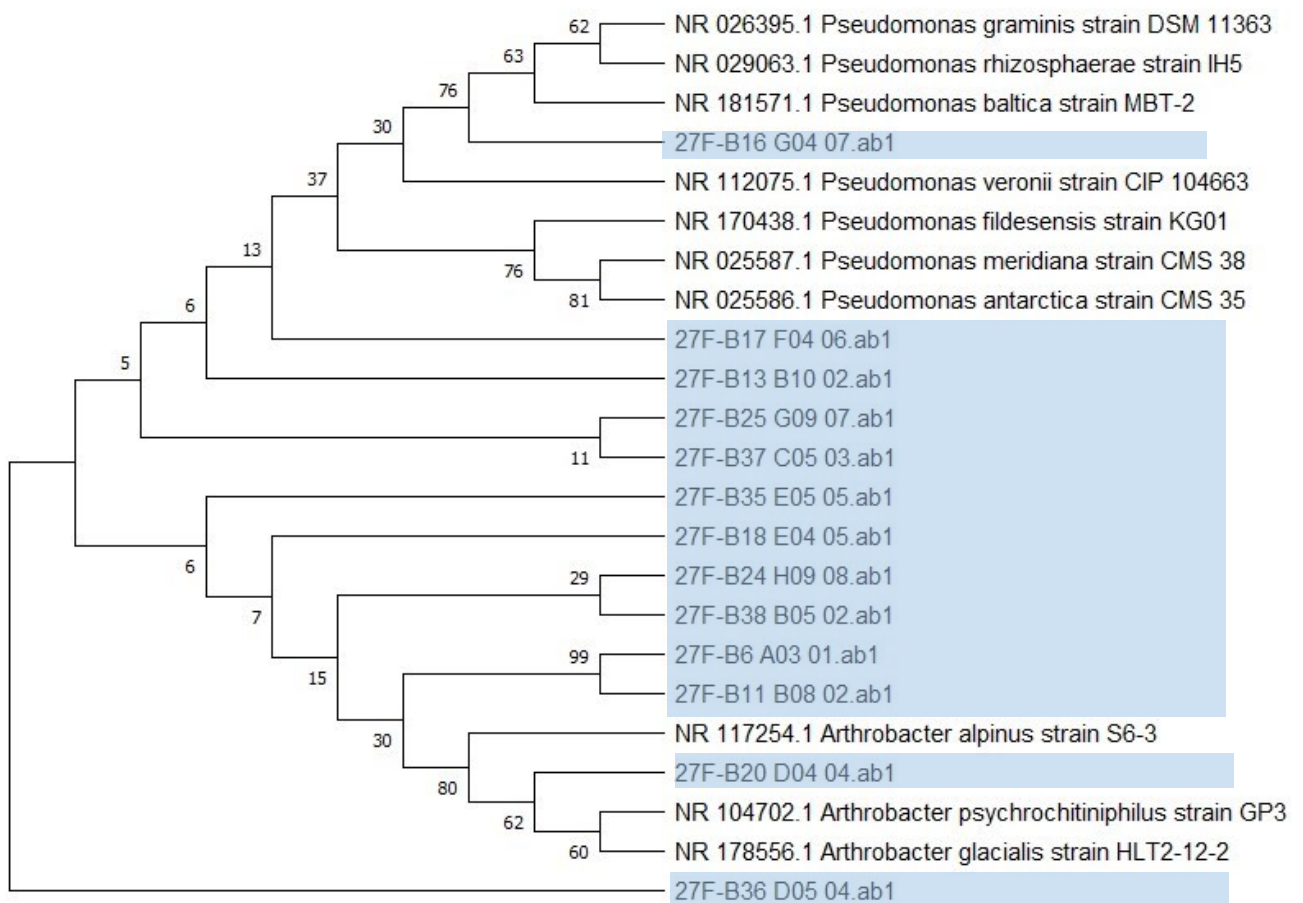 62
NR 026395.1 Pseudomonas graminis strain DSM 11363
63
NR 029063.1 Pseudomonas rhizosphaerae strain IH5
76
NR 181571.1 Pseudomonas baltica strain MBT-2
30
27F-B16 G04 07.ab1
37
NR 112075.1 Pseudomonas veronii strain CIP 104663
NR 170438.1 Pseudomonas fildesensis strain KG01
13
76
NR 025587.1 Pseudomonas meridiana strain CMS 38
81
NR 025586.1 Pseudomonas antarctica strain CMS 35
6
27F-B17 F04 06.ab1
5
27F-B13 B10 02.ab1
27F-B25 G09 07.ab1
11
27F-B37 C05 03.ab1
27F-B35 E05 05.ab1
6
27F-B18 E04 05.ab1
29
27F-B24 H09 08.ab1
7
27F-B38 B05 02.ab1
99
27F-B6 A03 01.ab1
15
27F-B11 B08 02.ab1
30
NR 117254.1 Arthrobacter alpinus strain S6-3
80
27F-B20 D04 04.ab1
62
NR 104702.1 Arthrobacter psychrochitiniphilus strain GP3
60
NR 178556.1 Arthrobacter glacialis strain HLT2-12-2
27F-B36 D05 04.ab1